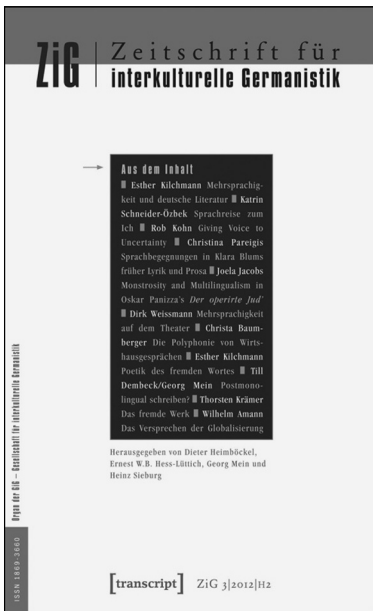 ZiG
Zeitschrift für
interkulturelle Germanistik
→ Aus dem Inhalt
Esther Kilchmann Mehrsprachig-
keit und deutsche Literatur ■ Katrin
Schneider-Özbek Sprachreise zum
Ich ■ Rob Kohn Giving Voice to
Uncertainty ■ Christina Pareigis
Sprachbegegnungen in Klara Blums
früher Lyrik und Prosa ■ Joela Jacobs
Monstrosity and Multilingualism in
Oskar Panizza's Der operirte Jud'
■ Dirk Weissmann Mehrsprachigkeit
auf dem Theater ■ Christa Baum-
berger Die Polyphonie von Wirts-
hausgesprächen ■ Esther Kilchmann
Poetik des fremden Wortes ■ Till
Dembeck/Georg Mein Postmono-
lingual schreiben? ■ Thorsten Krämer
Das fremde Werk ■ Wilhelm Amann
Das Versprechen der Globalisierung
Herausgegeben von Dieter Heimböckel,
Ernest W.B. Hess-Lüttich, Georg Mein und
Heinz Sieburg
Organ der GiG – Gesellschaft für interkulturelle Germanistik
ISSN 1869-3660
[transcript] ZiG 3|2012|H2